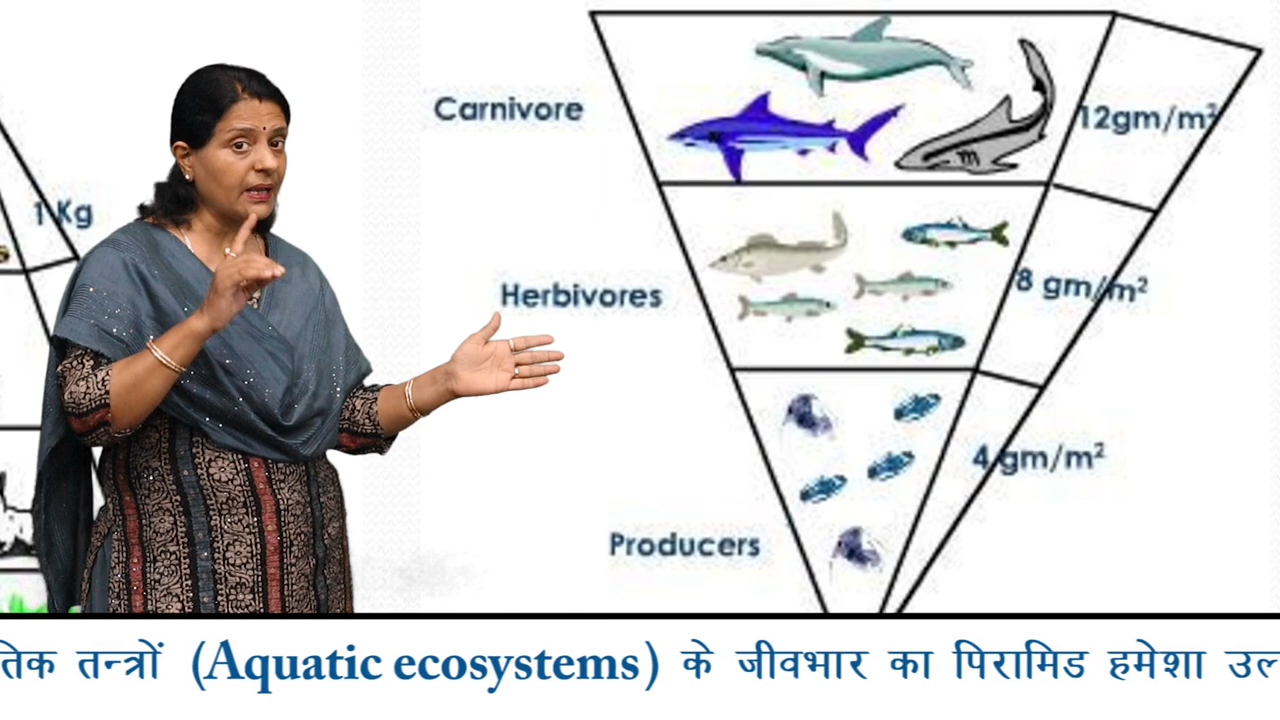 Carnivore
12gm/m²
1 Kg
Herbivores
8 gm/m²
4 gm/m²
Producers
तिक तन्त्रों (Aquatic ecosystems) के जीवभार का पिरामिड हमेशा उल